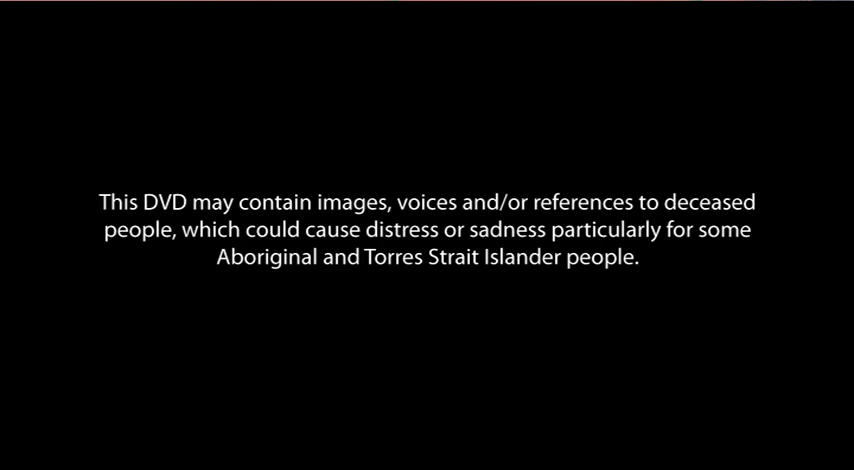 This DVD may contain images, voices and/or references to deceased
people, which could cause distress or sadness particularly for some
Aboriginal and Torres Strait Islander people.